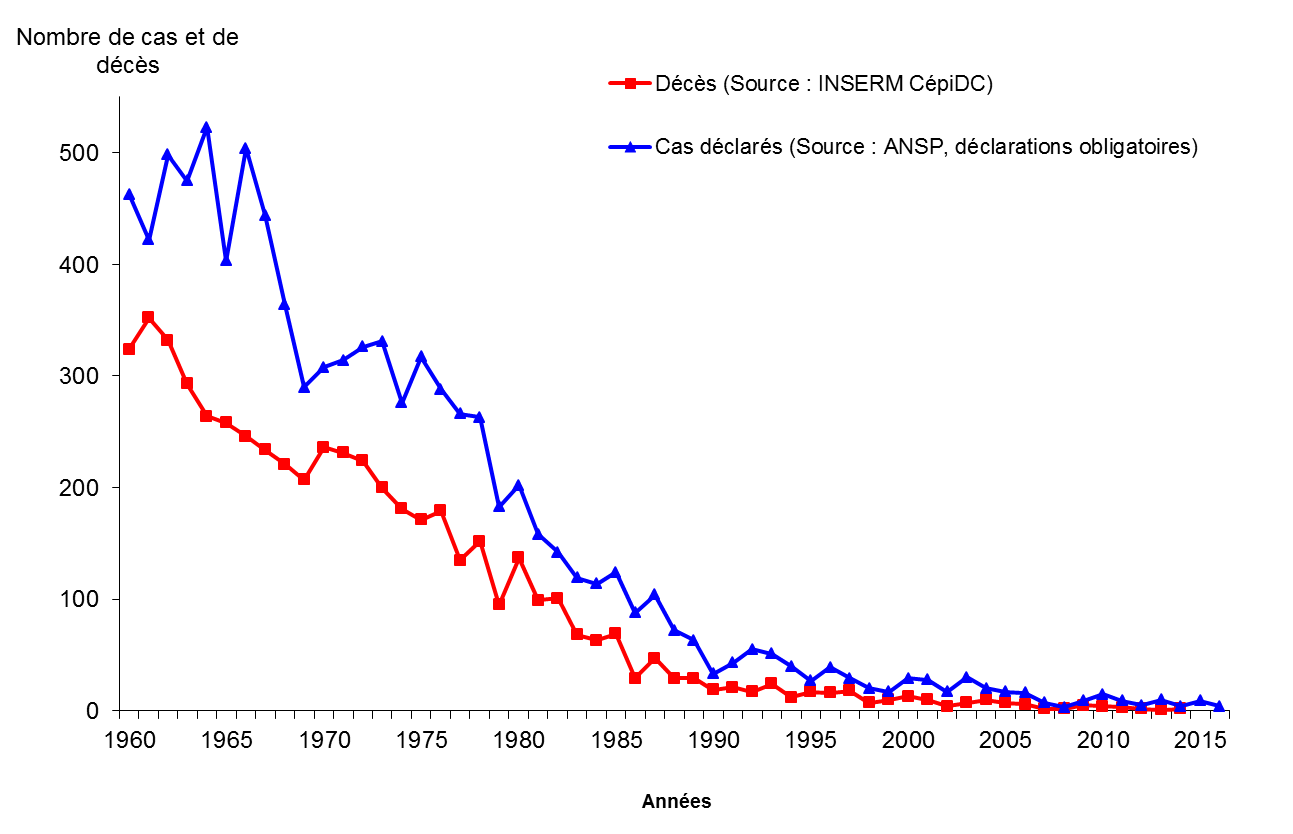 Nombre de cas et de
décès
Décès (Source : INSERM CépiDC)
Cas déclarés (Source : ANSP, déclarations obligatoires)
500
400
300
200
100
0
1960 1965 1970 1975 1980 1985 1990 1995 2000 2005 2010 2015
Années